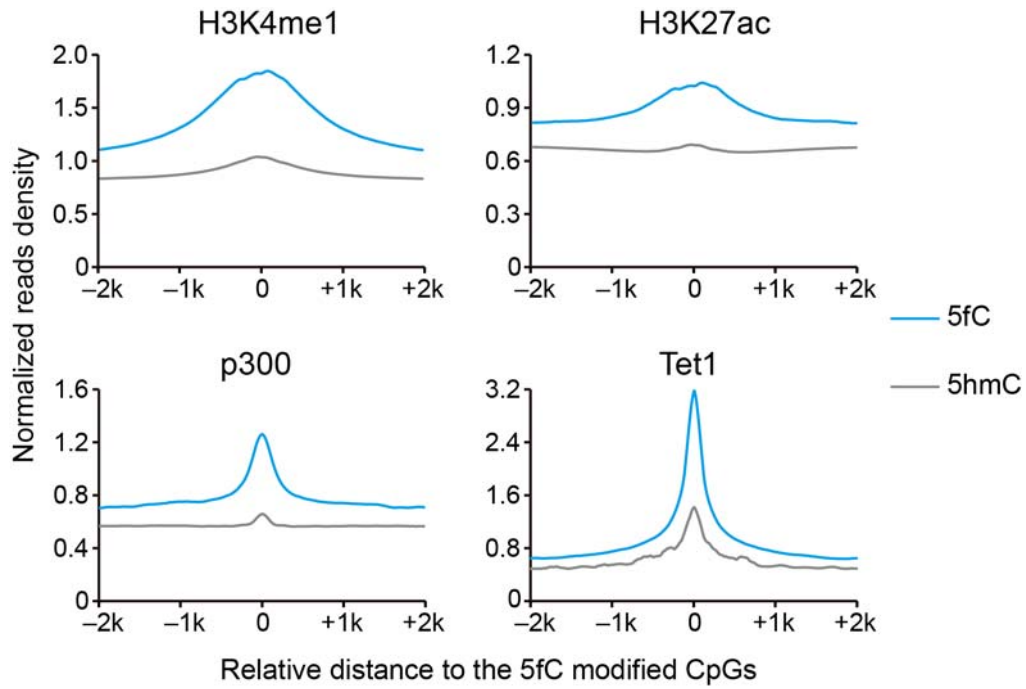 H3K4me1
H3K27ac
2.0
1.5
1.0
0.5
0
–2k –1k 0 +1k +2k
1.2
0.9
0.6
0.3
0
–2k –1k 0 +1k +2k
Normalized reads density
p300
Tet1
1.6
1.2
0.8
0.4
0
–2k –1k 0 +1k +2k
3.2
2.4
1.6
0.8
0
–2k –1k 0 +1k +2k
5fC
5hmC
Relative distance to the 5fC modified CpGs